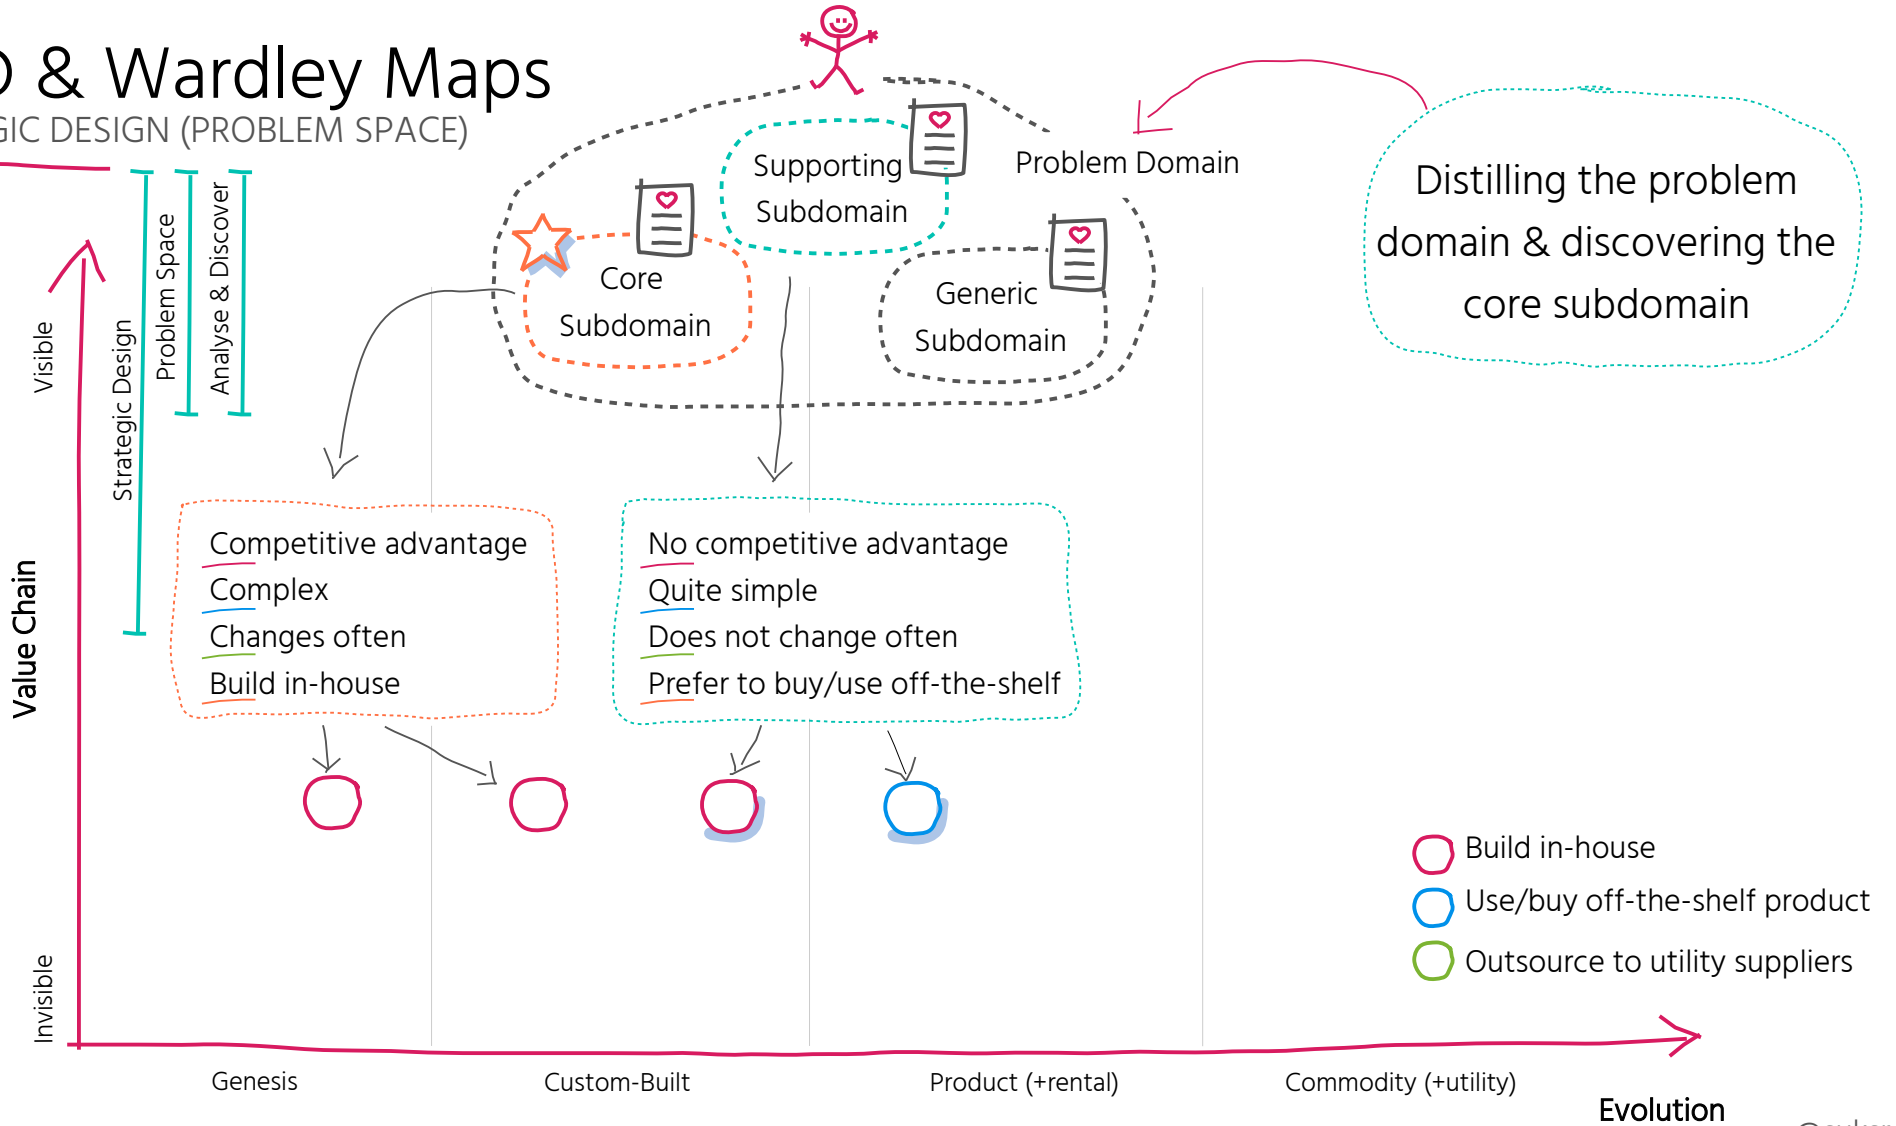 & Wardley Maps
GIC DESIGN (PROBLEM SPACE)
Problem Domain
Supporting
Subdomain
Core
Subdomain
Generic
Subdomain
Distilling the problem
domain & discovering the
core subdomain
Strategic Design
Problem Space
Analyse & Discover
Visible
Value Chain
Invisible
Competitive advantage
Complex
Changes often
Build in-house
No competitive advantage
Quite simple
Does not change often
Prefer to buy/use off-the-shelf
Build in-house
Use/buy off-the-shelf product
Outsource to utility suppliers
Genesis
Custom-Built
Product (+rental)
Commodity (+utility)
Evolution